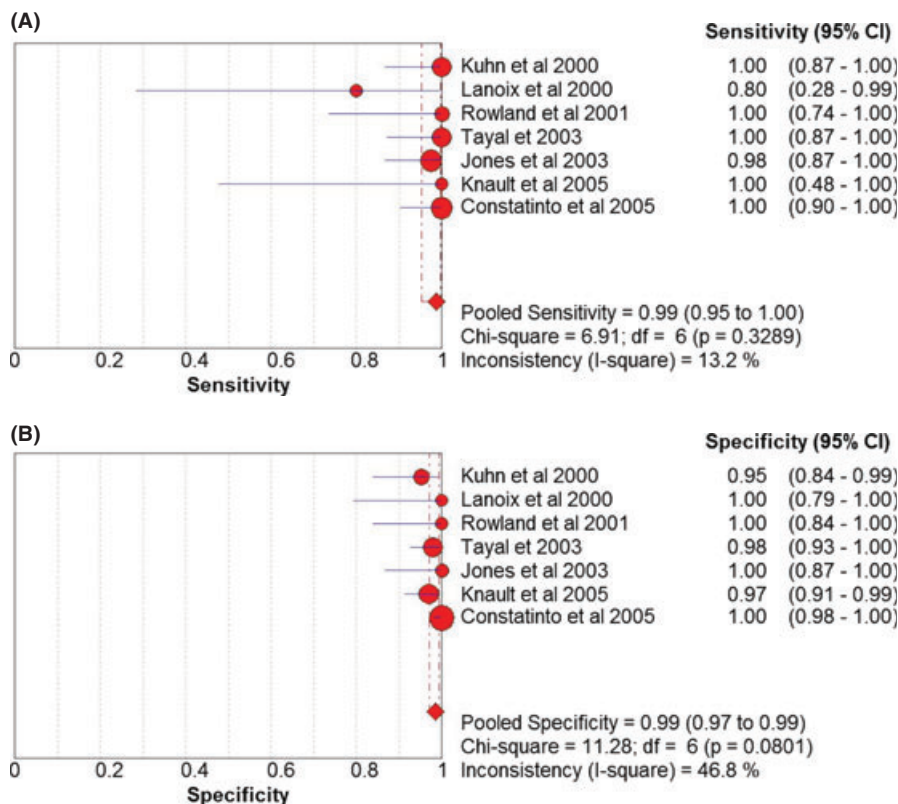 (A)
Sensitivity (95% CI)
Kuhn et al 2000 1.00 (0.87 - 1.00)
Lanoix et al 2000 0.80 (0.28 - 0.99)
Rowland et al 2001 1.00 (0.74 - 1.00)
Tayal et 2003 1.00 (0.87 - 1.00)
Jones et al 2003 0.98 (0.87 - 1.00)
Knault et al 2005 1.00 (0.48 - 1.00)
Constatinto et al 2005 1.00 (0.90 - 1.00)
Pooled Sensitivity = 0.99 (0.95 to 1.00)
Chi-square = 6.91; df = 6 (p = 0.3289)
Inconsistency (I-square) = 13.2 %
0 0.2 0.4 0.6 0.8 1
Sensitivity
(B)
Specificity (95% CI)
Kuhn et al 2000 0.95 (0.84 - 0.99)
Lanoix et al 2000 1.00 (0.79 - 1.00)
Rowland et al 2001 1.00 (0.84 - 1.00)
Tayal et 2003 0.98 (0.93 - 1.00)
Jones et al 2003 1.00 (0.87 - 1.00)
Knault et al 2005 0.97 (0.91 - 0.99)
Constatinto et al 2005 1.00 (0.98 - 1.00)
Pooled Specificity = 0.99 (0.97 to 0.99)
Chi-square = 11.28; df = 6 (p = 0.0801)
Inconsistency (I-square) = 46.8 %
0 0.2 0.4 0.6 0.8 1
Specificity